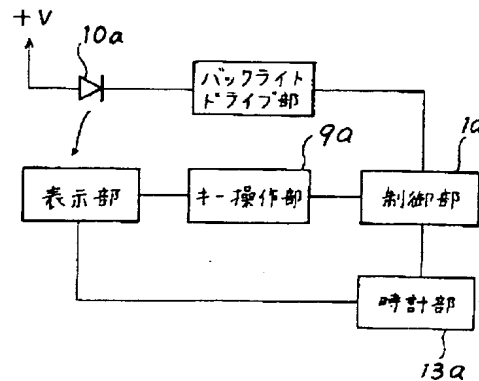 +V
10a
バックライト
ドライブ部
9a
1a
表示部
キー操作部
制御部
時計部
13a